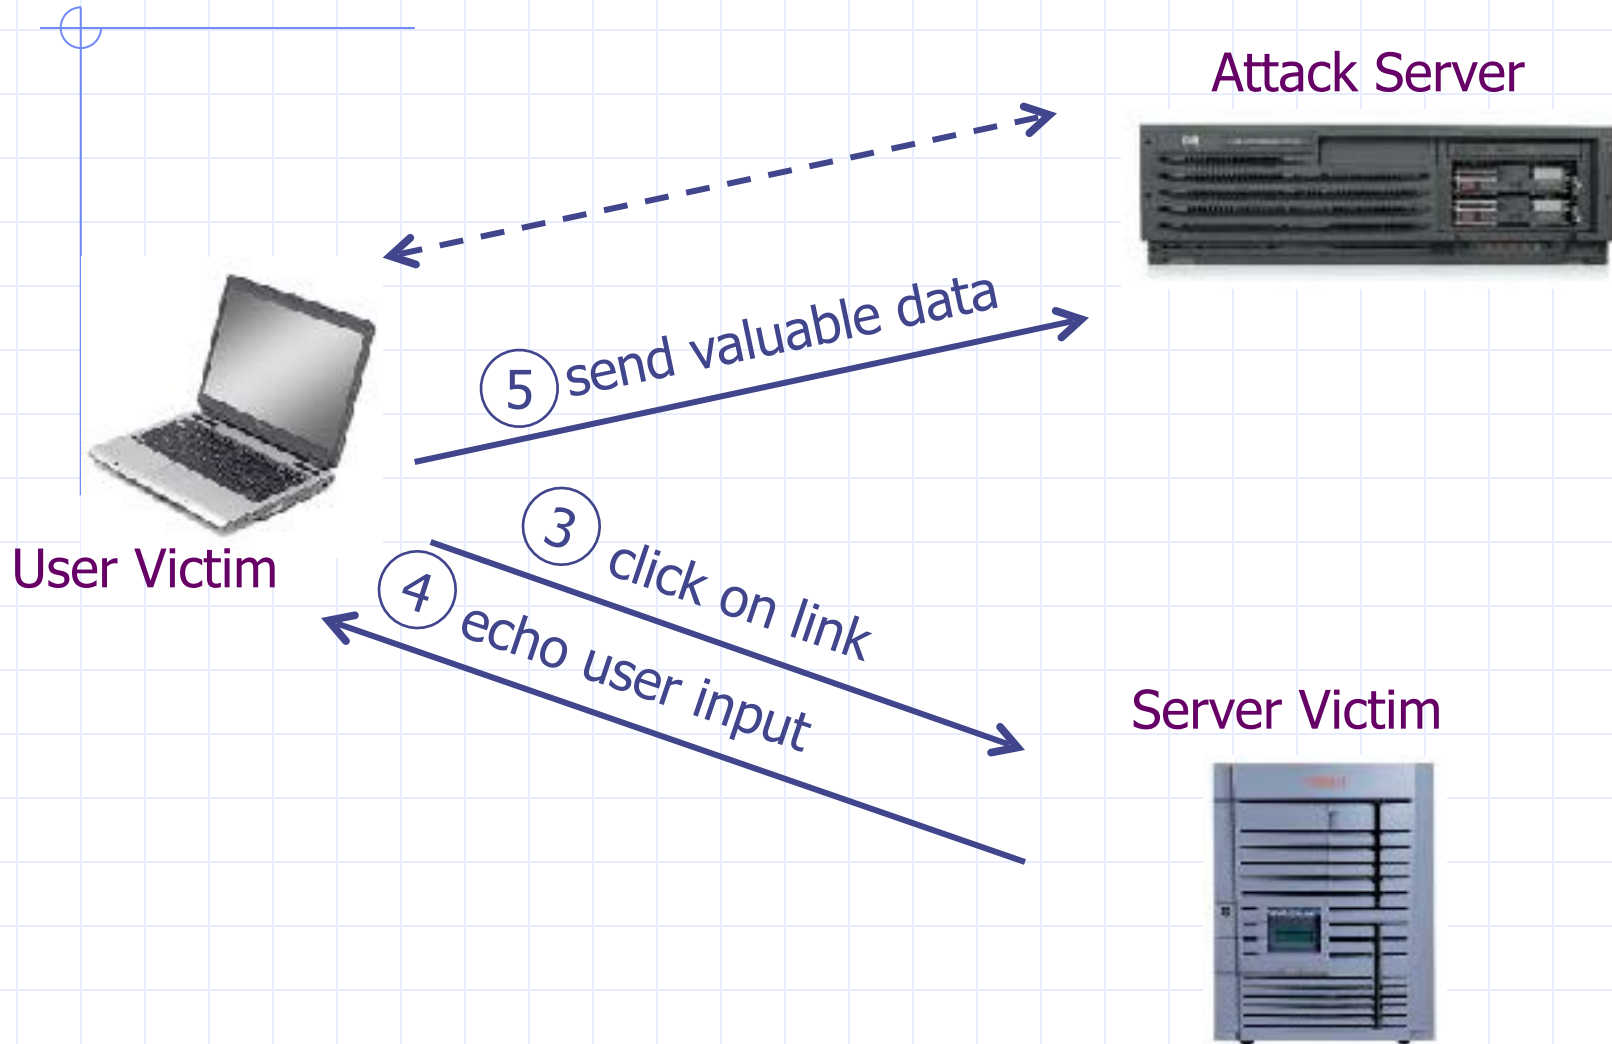 Attack Server
5 send valuable data
User Victim
3 click on link
4 echo user input
Server Victim